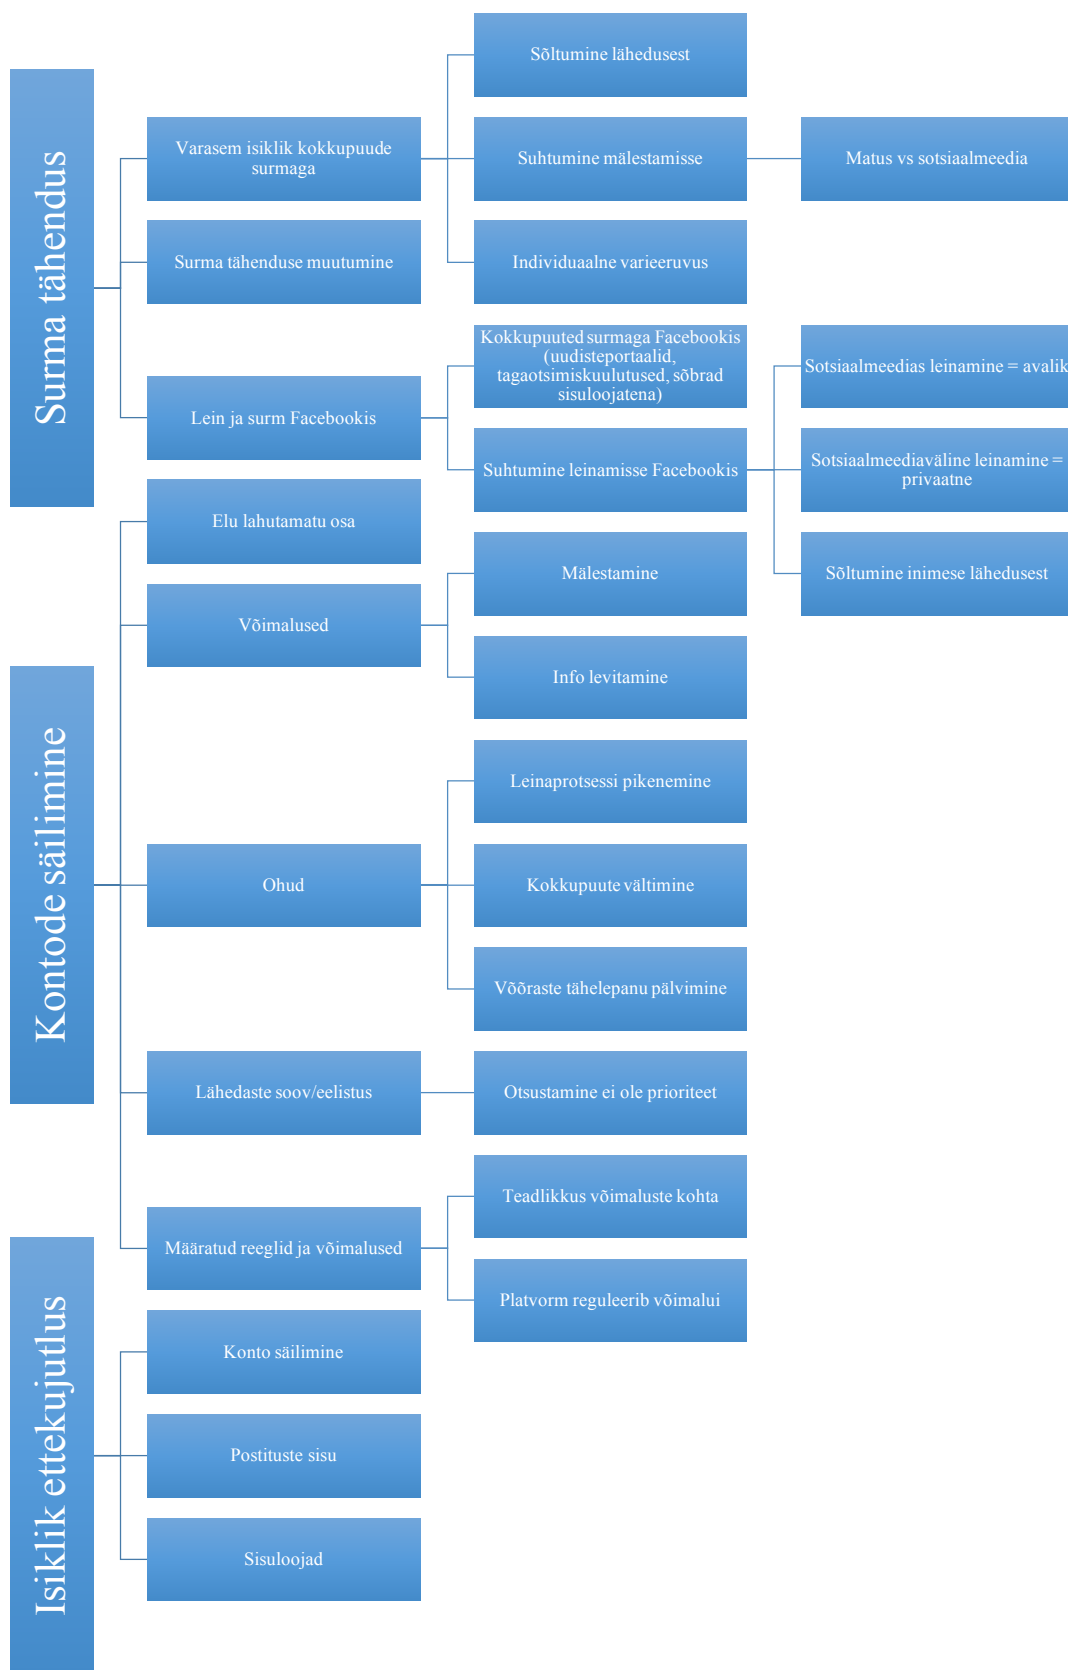 Surma tähendus
Varasem isiklik kokkupuude
surmaga
Sõltumine lähedusest
Suhtumine mälestamisse
Matus vs sotsiaalmeedia
Individuaalne varieeruvus
Surma tähenduse muutumine
Lein ja surm Facebookis
Kokkupuuted surmaga Facebookis
(uudisteportaalid,
tagaotsimiskuulutused, sõbrad
sisuloojatena)
Suhtumine leinamisse Facebookis
Sotsiaalmeedias leinamine = avalik
Sotsiaalmeediaväline leinamine =
privaatne
Sõltumine inimese lähedusest
Kontode säilimine
Elu lahutamatu osa
Võimalused
Mälestamine
Info levitamine
Ohud
Leinaprotsessi pikenemine
Kokkupuute vältimine
Võõraste tähelepanu pälvimine
Lähedaste soov/eelistus
Otsustamine ei ole prioriteet
Määratud reeglid ja võimalused
Teadlikkus võimaluste kohta
Platvorm reguleerib võimalui
Isiklik ettekujutlus
Konto säilimine
Postituste sisu
Sisuloojad